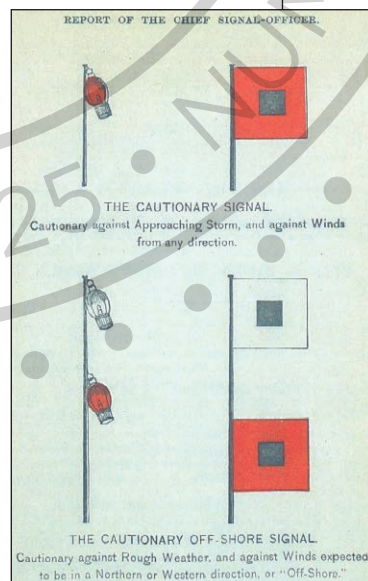 REPORT OF THE CHIEF SIGNAL-OFFICER.
THE CAUTIONARY SIGNAL.
Cautionary against Approaching Storm, and against Winds
from any direction.
25 • NUM
THE CAUTIONARY OFF-SHORE SIGNAL.
Cautionary against Rough Weather, and against Winds expected
to be in a Northern or Western direction, or "Off-Shore."